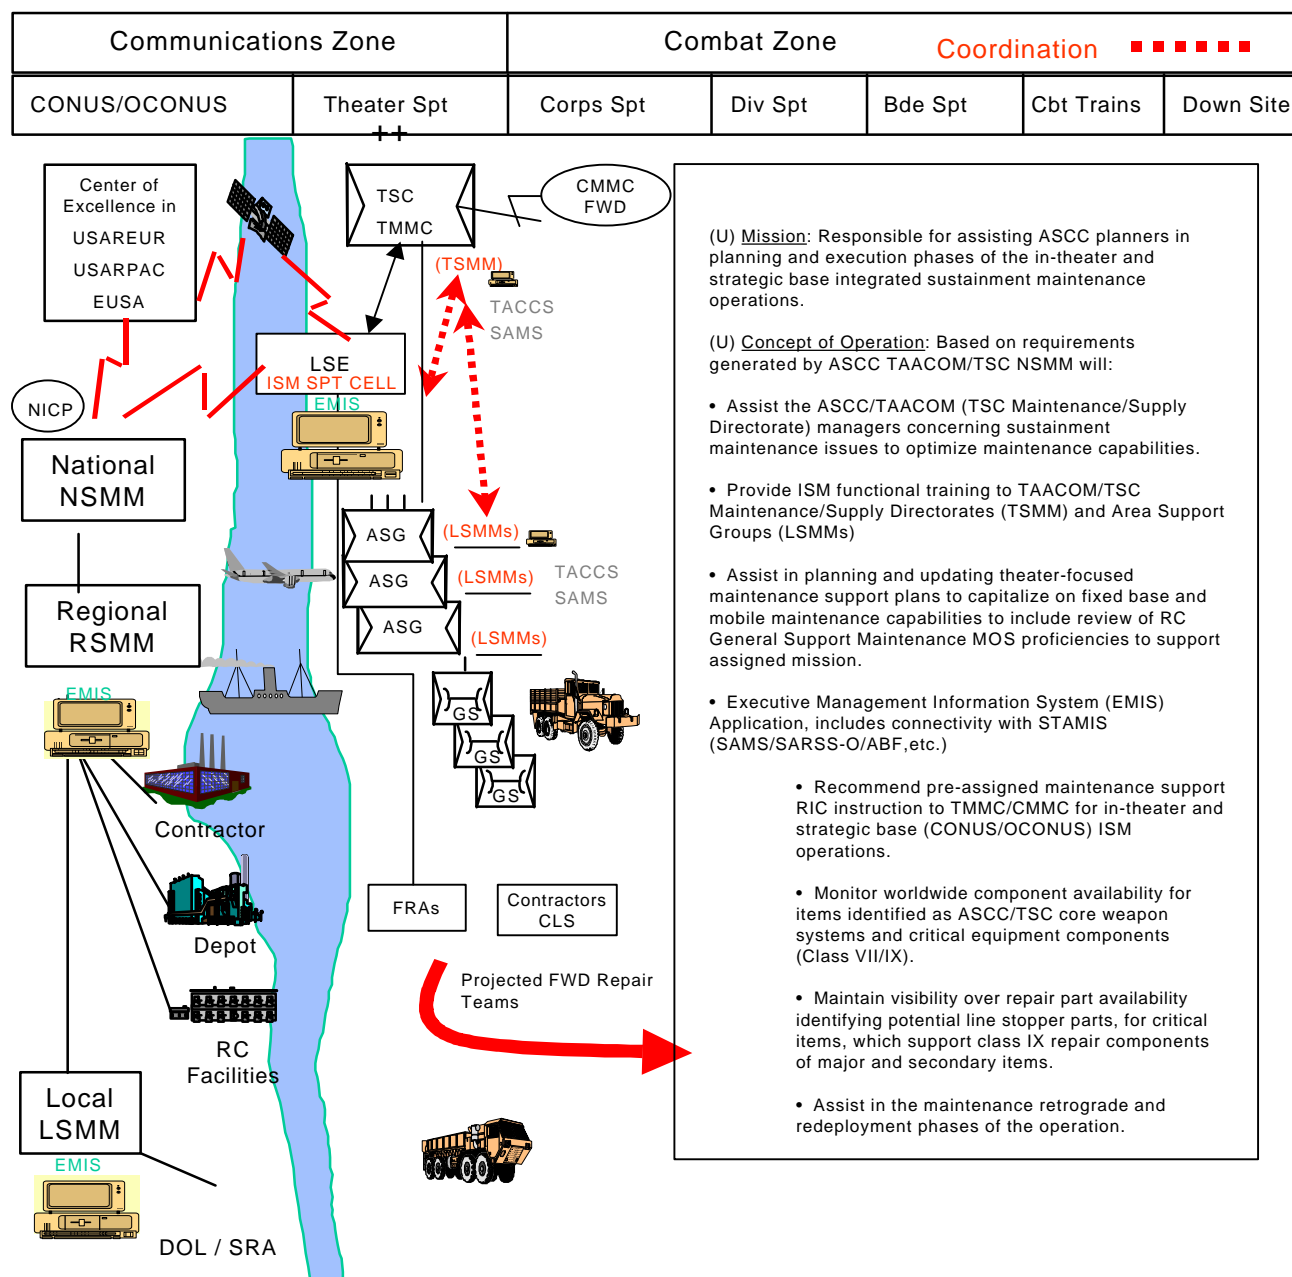 Communications Zone
Combat Zone
Coordination
CONUS/OCONUS
Theater Spt
++
Corps Spt
Div Spt
Bde Spt
Cbt Trains
Down Site
Center of
Excellence in
USAREUR
USARPAC
EUSA
TSC
TMMC
CMMC
FWD
(TSMM)
TACCS
SAMS
LSE
ISM SPT CELL
EMIS
NICP
National
NSMM
ASG
(LSMMs)
ASG
(LSMMs)
TACCS
SAMS
ASG
(LSMMs)
Regional
RSMM
GS
GS
GS
EMIS
Contractor
Depot
RC
Facilities
FRAs
Contractors
CLS
Projected FWD Repair
Teams
Local
LSMM
EMIS
DOL / SRA
(U) Mission: Responsible for assisting ASCC planners in
planning and execution phases of the in-theater and
strategic base integrated sustainment maintenance
operations.
(U) Concept of Operation: Based on requirements
generated by ASCC TAACOM/TSC NSMM will:
• Assist the ASCC/TAACOM (TSC Maintenance/Supply
Directorate) managers concerning sustainment
maintenance issues to optimize maintenance capabilities.
• Provide ISM functional training to TAACOM/TSC
Maintenance/Supply Directorates (TSMM) and Area Support
Groups (LSMMs)
• Assist in planning and updating theater-focused
maintenance support plans to capitalize on fixed base and
mobile maintenance capabilities to include review of RC
General Support Maintenance MOS proficiencies to support
assigned mission.
• Executive Management Information System (EMIS)
Application, includes connectivity with STAMIS
(SAMS/SARSS-O/ABF,etc.)
• Recommend pre-assigned maintenance support
RIC instruction to TMMC/CMMC for in-theater and
strategic base (CONUS/OCONUS) ISM
operations.
• Monitor worldwide component availability for
items identified as ASCC/TSC core weapon
systems and critical equipment components
(Class VII/IX).
• Maintain visibility over repair part availability
identifying potential line stopper parts, for critical
items, which support class IX repair components
of major and secondary items.
• Assist in the maintenance retrograde and
redeployment phases of the operation.